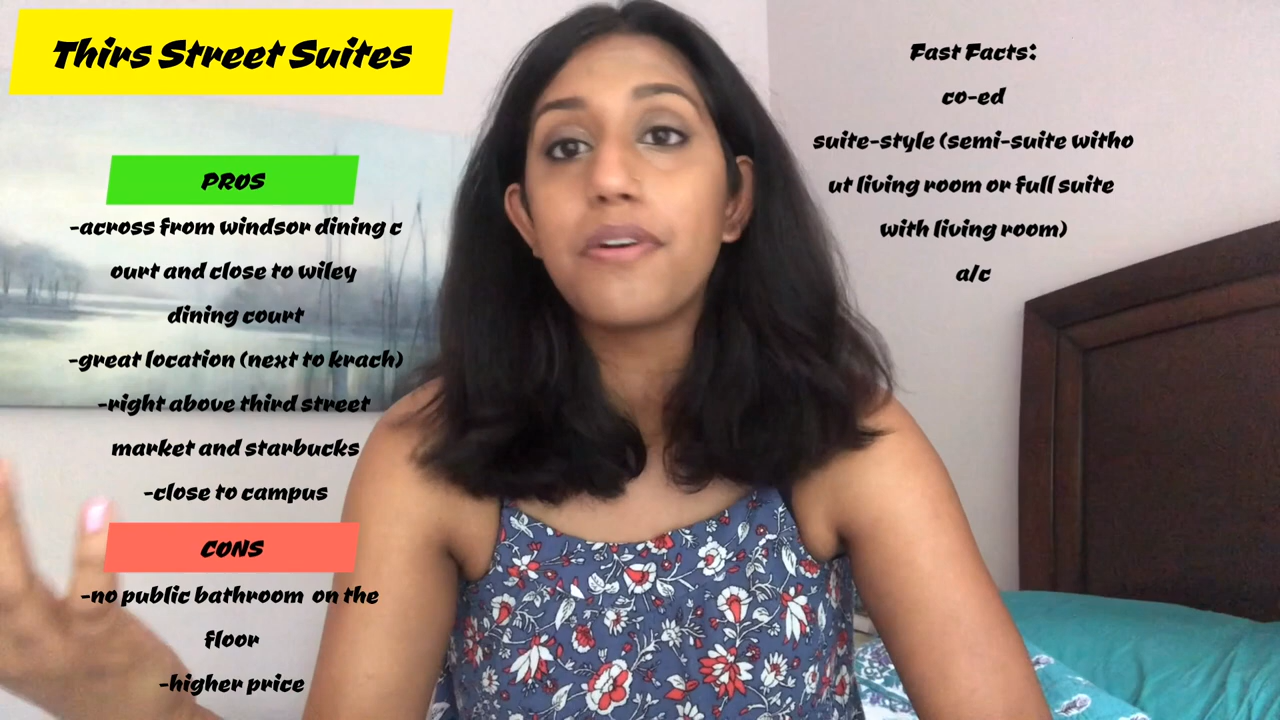 Thirs Street Suites
PROS
-across from windsor dining c
ourt and close to wiley
dining court
-great location (next to krach)
-right above third street
market and starbucks
-close to campus
CONS
-no public bathroom on the
floor
-higher price
Fast Facts:
co-ed
suite-style (semi-suite witho
ut living room or full suite
with living room)
a/c